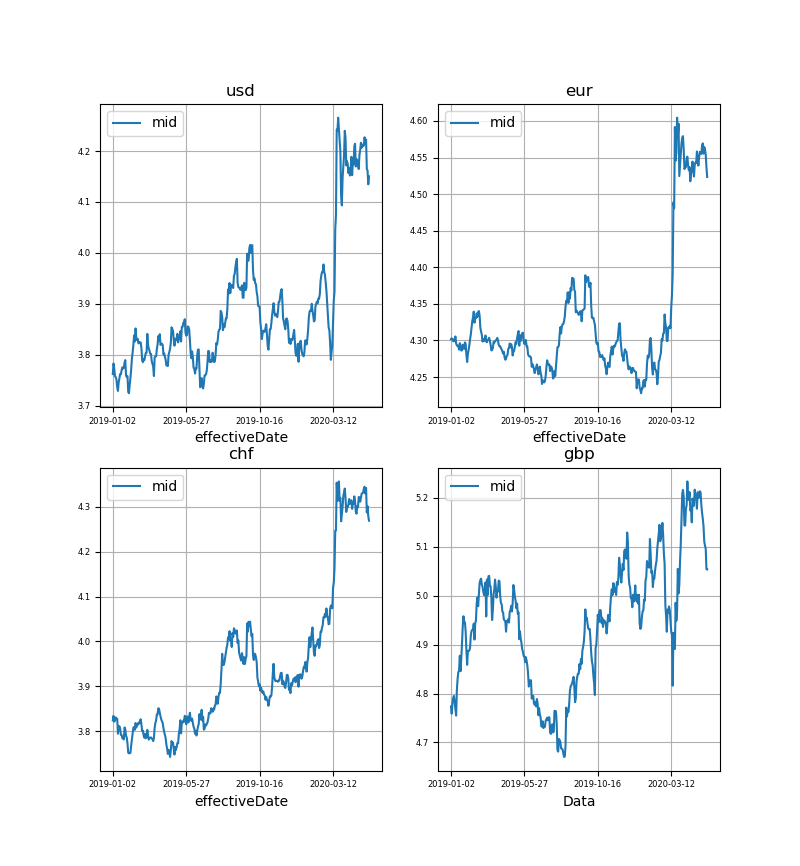 usd
mid
4.2
4.1
4.0
3.9
3.8
3.7
2019-01-02 2019-05-27 2019-10-16 2020-03-12
effectiveDate
eur
mid
4.60
4.55
4.50
4.45
4.40
4.35
4.30
4.25
2019-01-02 2019-05-27 2019-10-16 2020-03-12
effectiveDate
chf
mid
4.3
4.2
4.1
4.0
3.9
3.8
2019-01-02 2019-05-27 2019-10-16 2020-03-12
effectiveDate
gbp
mid
5.2
5.1
5.0
4.9
4.8
4.7
2019-01-02 2019-05-27 2019-10-16 2020-03-12
Data